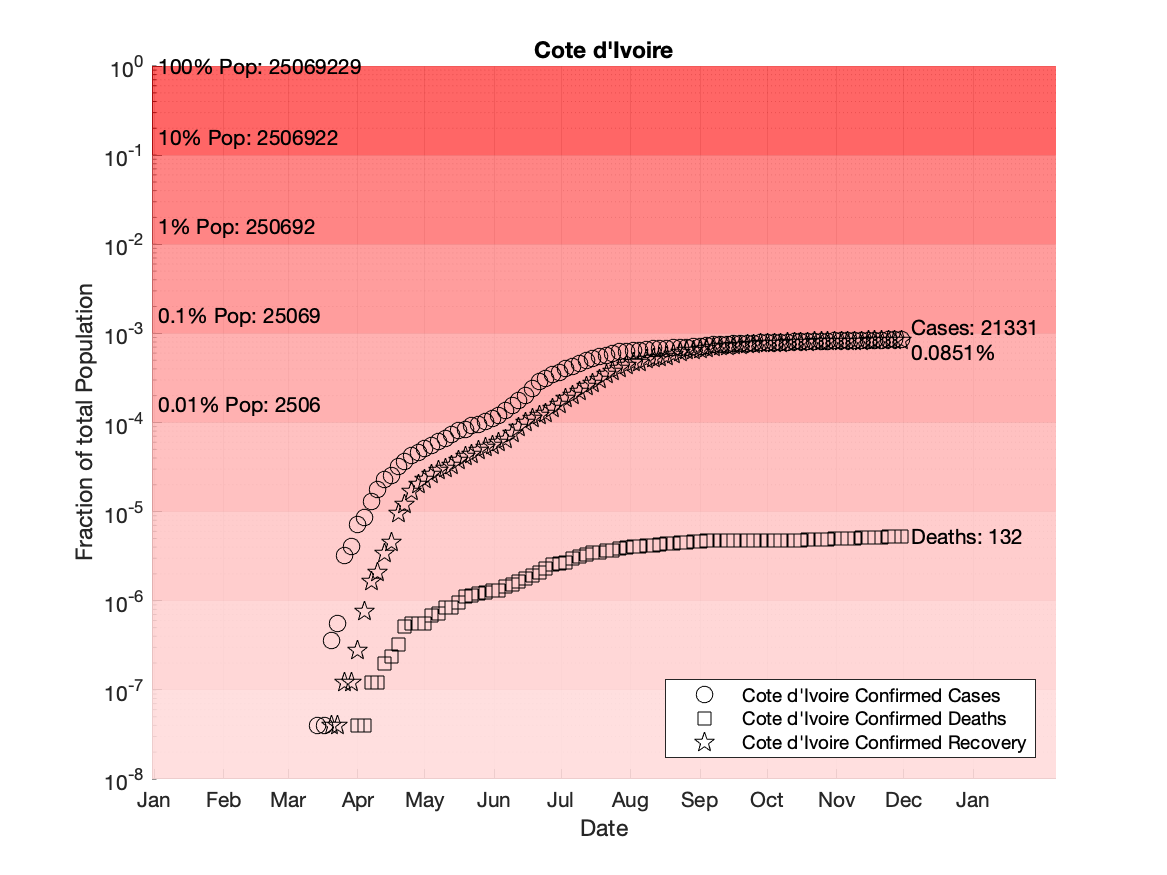 Cote d'Ivoire
10^0
100% Pop: 25069229
10% Pop: 2506922
10^-1
1% Pop: 250692
10^-2
0.1% Pop: 25069
10^-3
Cases: 21331
0.0851%
0.01% Pop: 2506
10^-4
10^-5
Deaths: 132
10^-6
10^-7
10^-8
Fraction of total Population
Cote d'Ivoire Confirmed Cases
Cote d'Ivoire Confirmed Deaths
Cote d'Ivoire Confirmed Recovery
Jan Feb Mar Apr May Jun Jul Aug Sep Oct Nov Dec Jan
Date